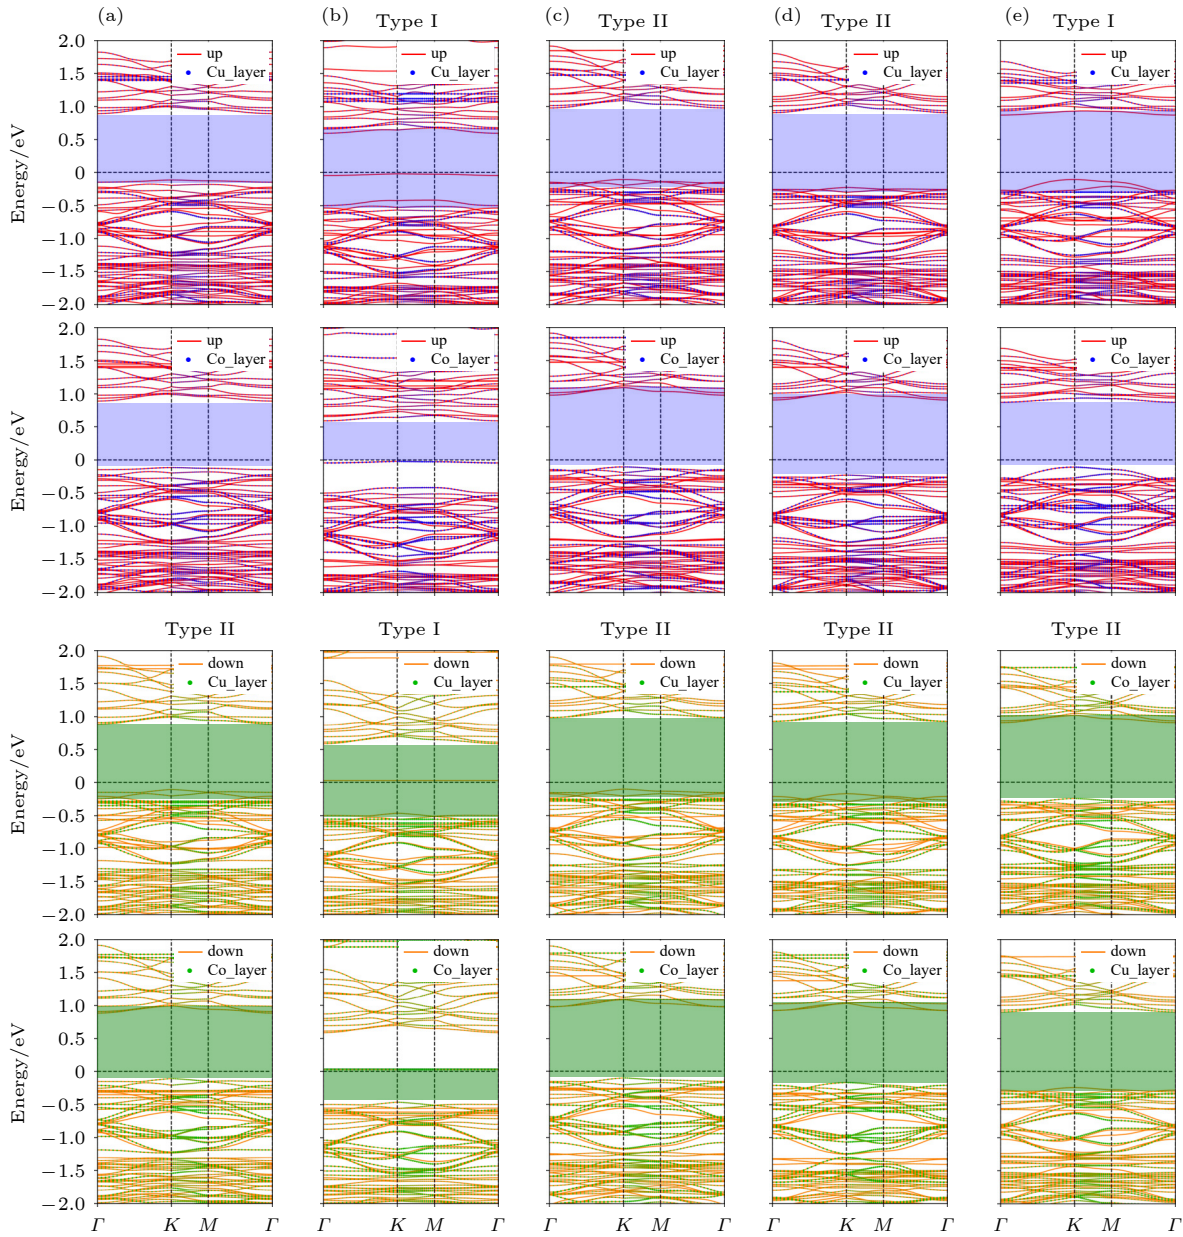 (a) (b) (c) (d) (e)
Type I Type II Type II Type I
2.0 up up up up up
1.5 Cu_layer Cu_layer Cu_layer Cu_layer Cu_layer
1.0
0.5
0
−0.5
−1.0
−1.5
−2.0
Energy/eV
2.0 up up up up up
1.5 Co_layer Co_layer Co_layer Co_layer Co_layer
1.0
0.5
0
−0.5
−1.0
−1.5
−2.0
Energy/eV
Type II Type I Type II Type II Type II
2.0 down down down down down
1.5 Cu_layer Cu_layer Cu_layer Cu_layer Co_layer
1.0
0.5
0
−0.5
−1.0
−1.5
−2.0
Energy/eV
2.0 down down down down down
1.5 Co_layer Co_layer Co_layer Co_layer Cu_layer
1.0
0.5
0
−0.5
−1.0
−1.5
−2.0
Energy/eV
Γ K M Γ Γ K M Γ Γ K M Γ Γ K M Γ Γ K M Γ